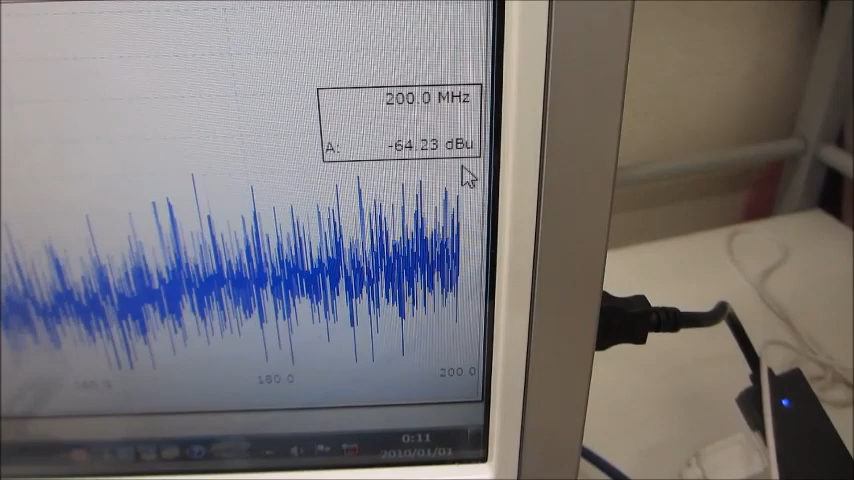 200.0 MHz
A: -64.23 dBu
180.0
200.0
0:11
2010/01/01